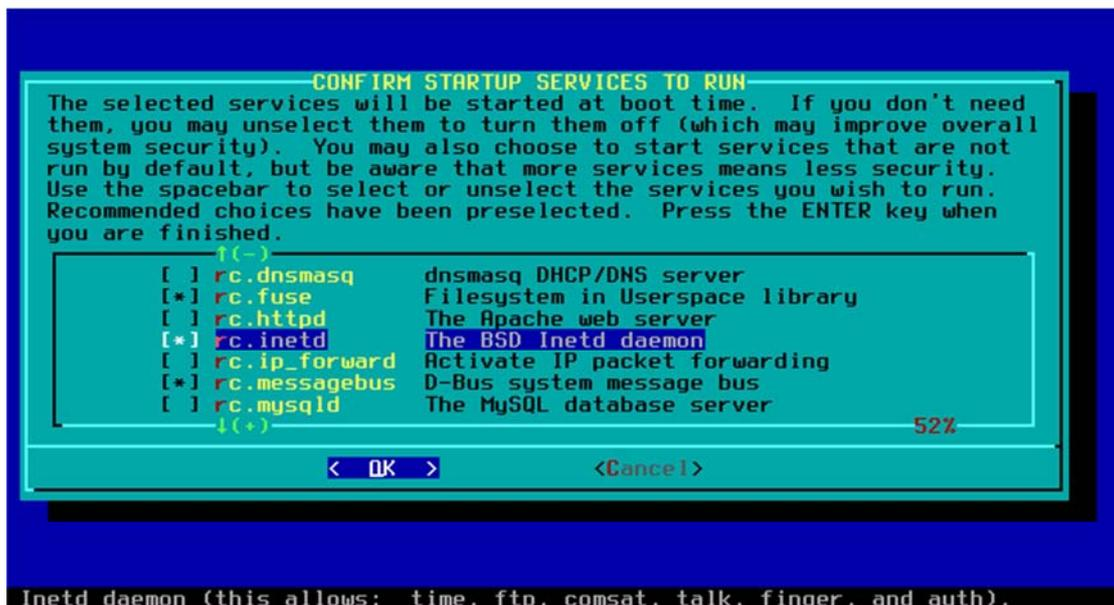 CONFIRM STARTUP SERVICES TO RUN
The selected services will be started at boot time.  If you don't need
them, you may unselect them to turn them off (which may improve overall
system security).  You may also choose to start services that are not
run by default, but be aware that more services means less security.
Use the spacebar to select or unselect the services you wish to run.
Recommended choices have been preselected.  Press the ENTER key when
you are finished.
↑(-)
[ ] rc.dnsmasq dnsmasq DHCP/DNS server
[*] rc.fuse Filesystem in Userspace library
[ ] rc.httpd The Apache web server
[*] rc.inetd The BSD Inetd daemon
[ ] rc.ip_forward Activate IP packet forwarding
[*] rc.messagebus D-Bus system message bus
[ ] rc.mysqld The MySQL database server
↓(+) 52%
< OK > <Cancel>
Inetd daemon (this allows:  time, ftp, comsat, talk, finger, and auth).